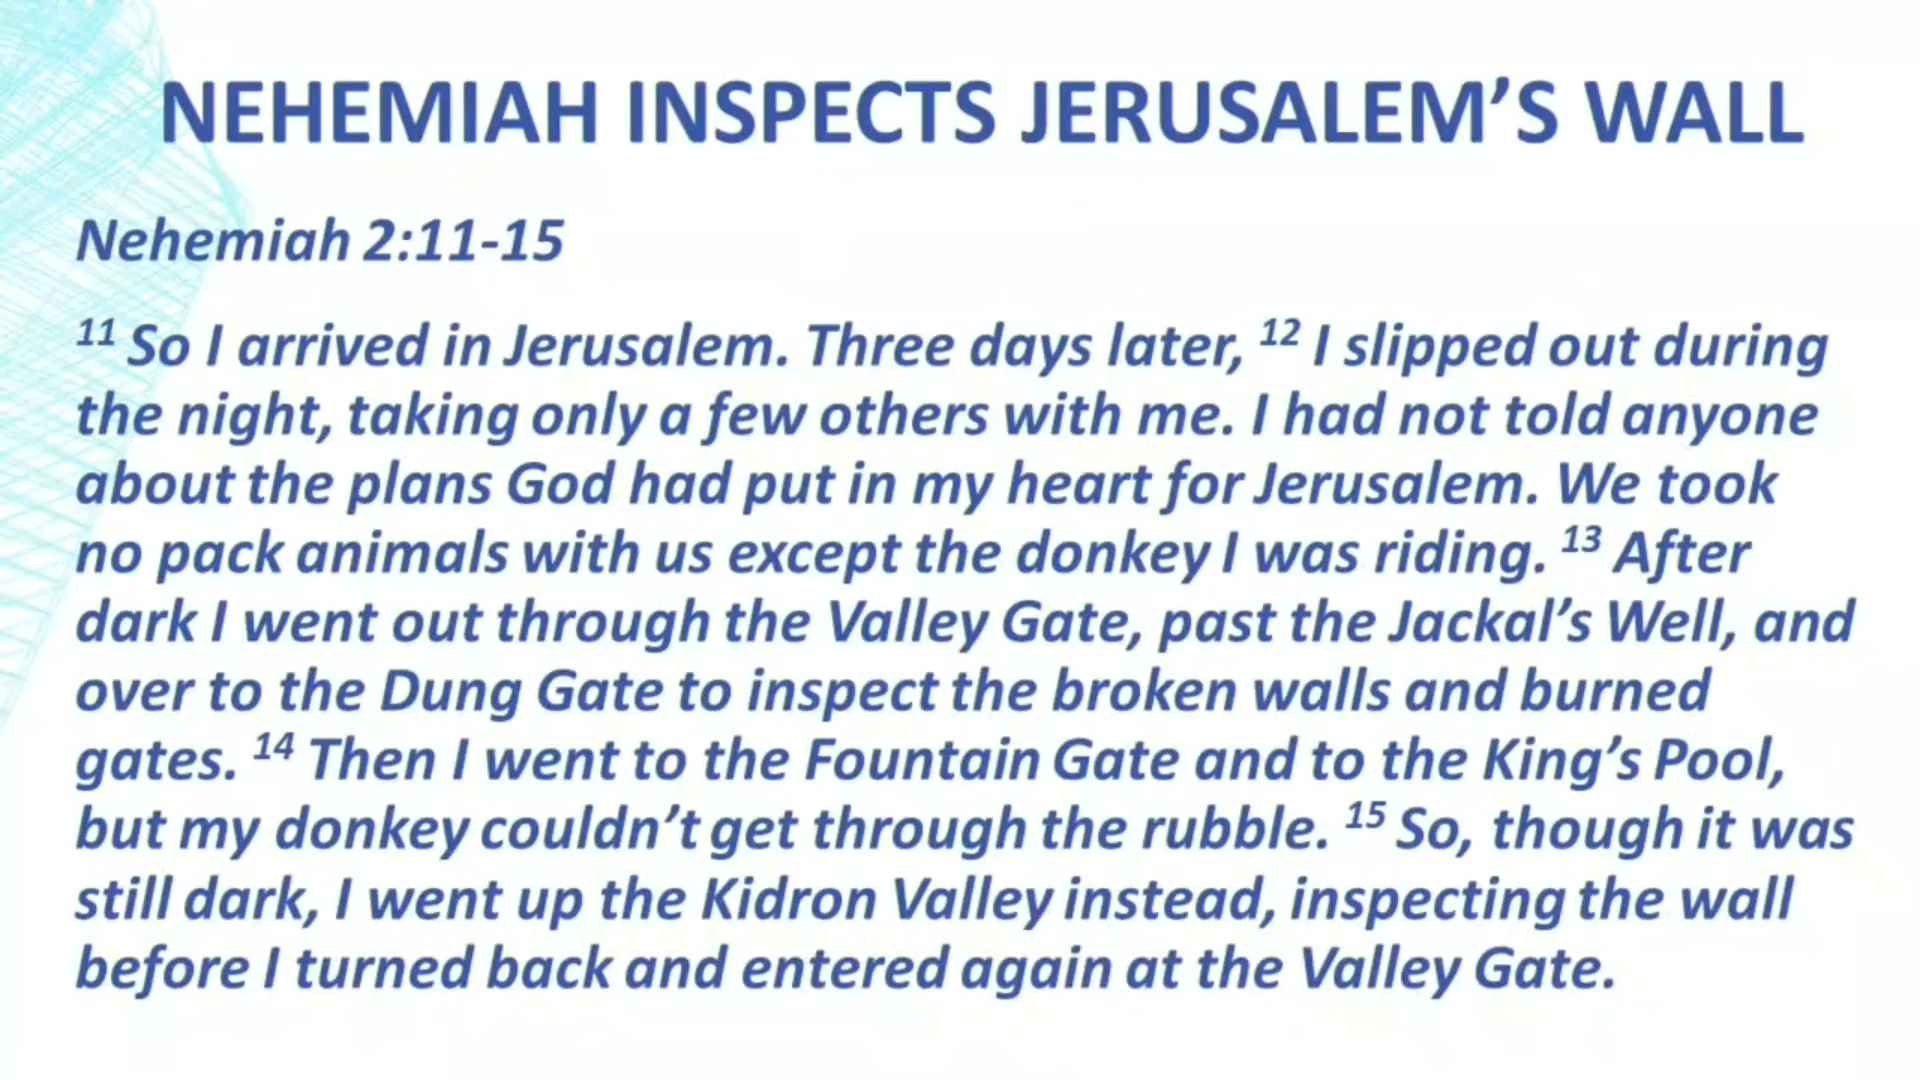 NEHEMIAH INSPECTS JERUSALEM’S WALL
Nehemiah 2:11-15
11 So I arrived in Jerusalem. Three days later, 12 I slipped out during
the night, taking only a few others with me. I had not told anyone
about the plans God had put in my heart for Jerusalem. We took
no pack animals with us except the donkey I was riding. 13 After
dark I went out through the Valley Gate, past the Jackal’s Well, and
over to the Dung Gate to inspect the broken walls and burned
gates. 14 Then I went to the Fountain Gate and to the King’s Pool,
but my donkey couldn’t get through the rubble. 15 So, though it was
still dark, I went up the Kidron Valley instead, inspecting the wall
before I turned back and entered again at the Valley Gate.